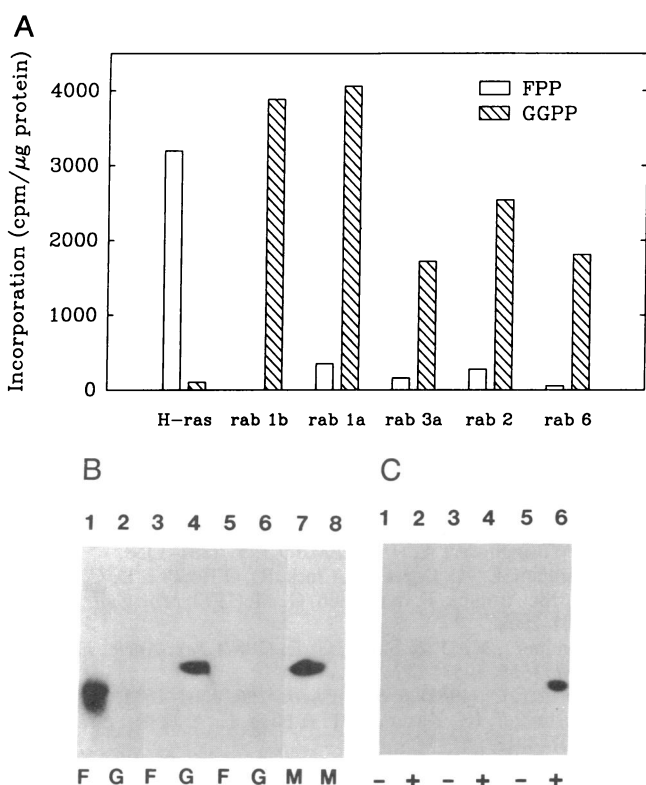 A
Incorporation (cpm/μg protein)
4000
3000
2000
1000
0
FPP
GGPP
H-ras rab 1b rab 1a rab 3a rab 2 rab 6
B
1 2 3 4 5 6 7 8
F G F G F G M M
C
1 2 3 4 5 6
- + - + - +